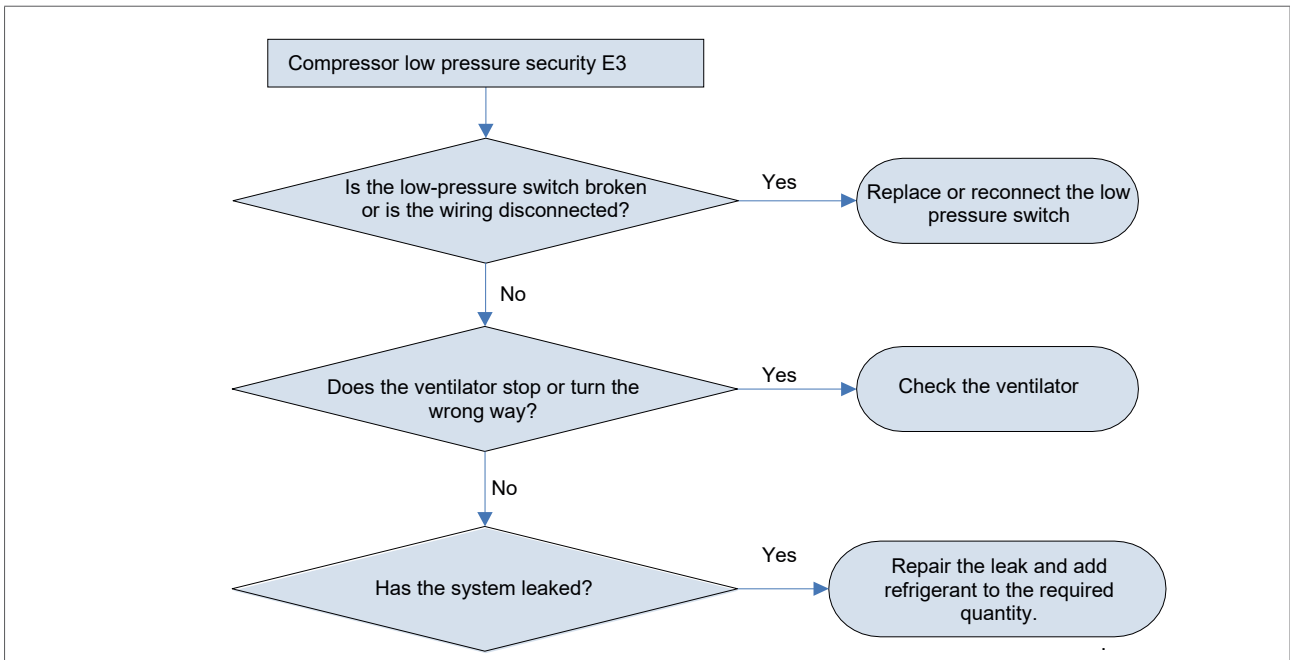 Compressor low pressure security E3
Is the low-pressure switch broken
or is the wiring disconnected?
Yes
Replace or reconnect the low
pressure switch
No
Does the ventilator stop or turn the
wrong way?
Yes
Check the ventilator
No
Has the system leaked?
Yes
Repair the leak and add
refrigerant to the required
quantity.
.